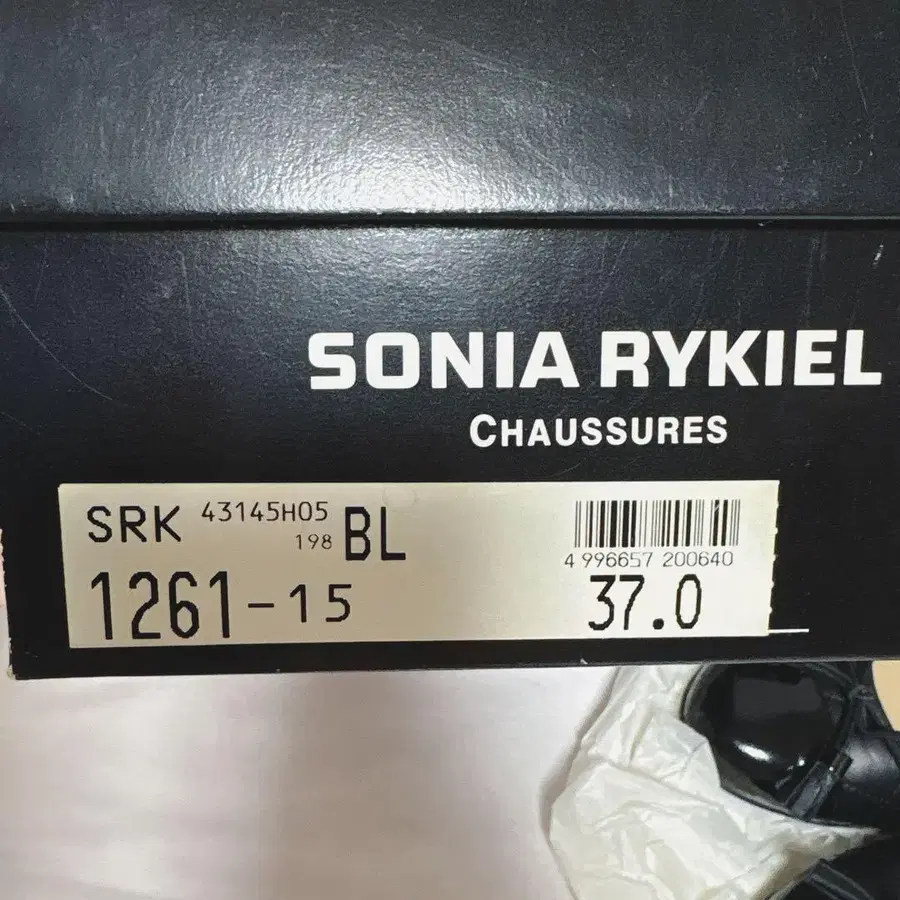 SONIA RYKIEL
CHAUSSURES
SRK 43145H05
198 BL
4 996657 200640
1261-15 37.0